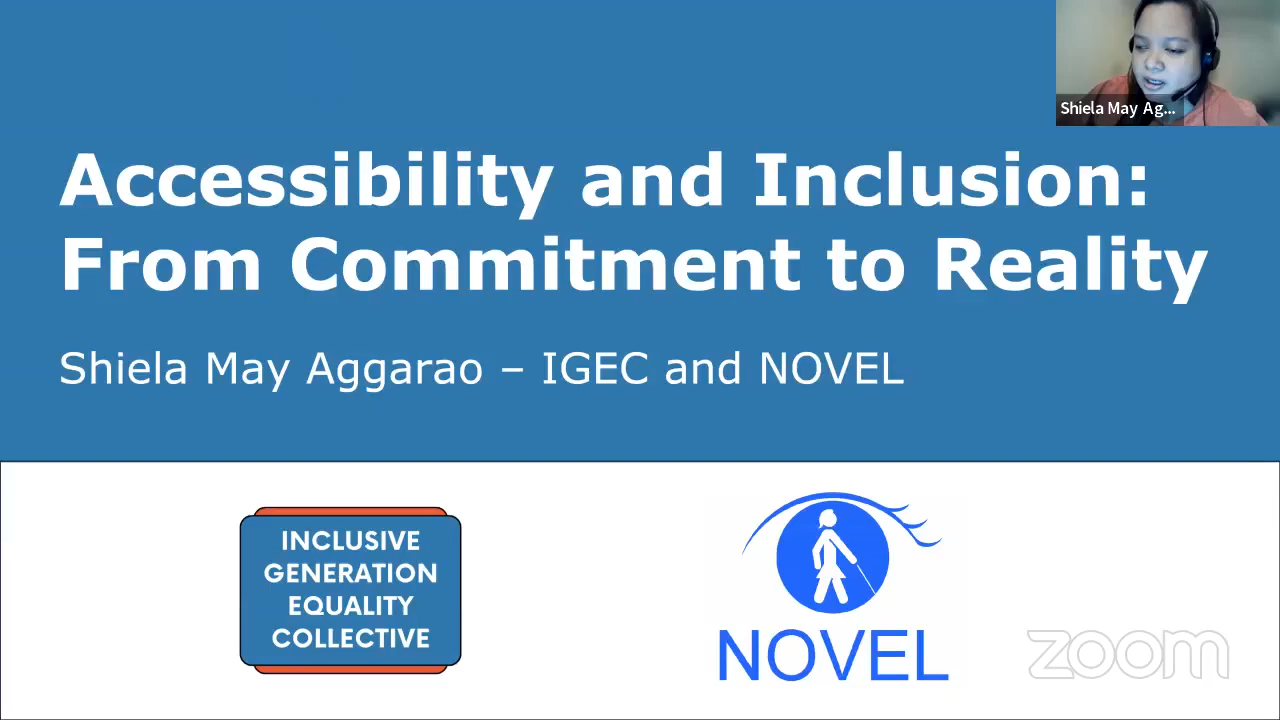 Shiela May Ag...
Accessibility and Inclusion:
From Commitment to Reality
Shiela May Aggarao – IGEC and NOVEL
INCLUSIVE
GENERATION
EQUALITY
COLLECTIVE
NOVEL
zoom